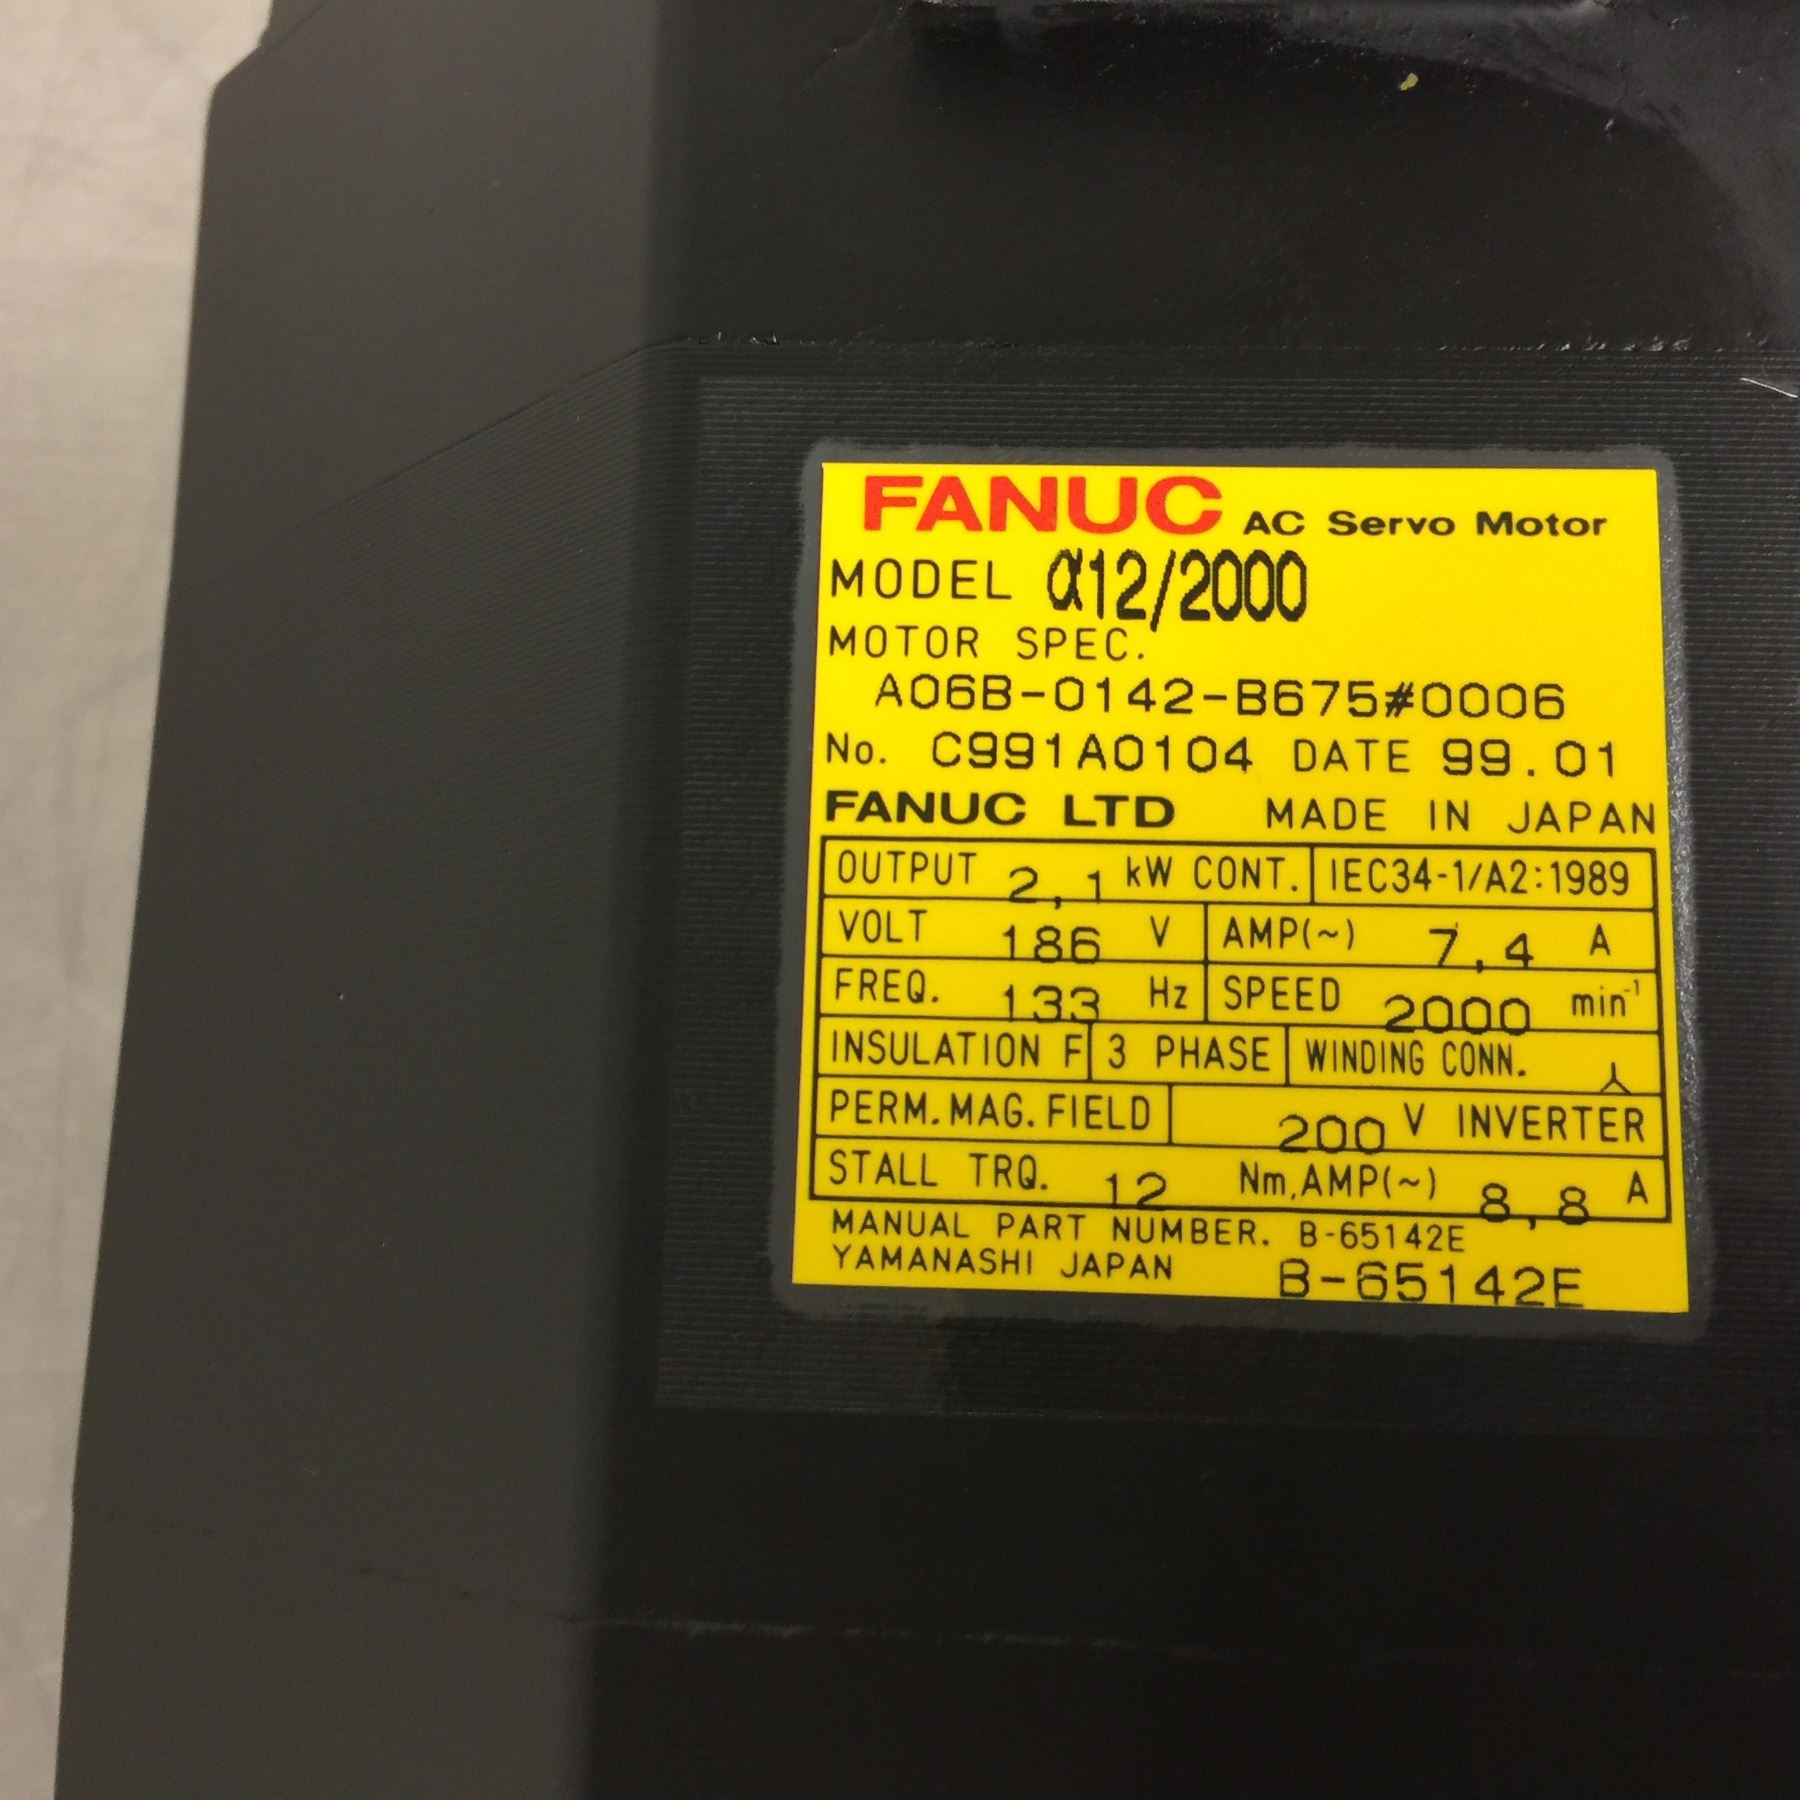 FANUC AC Servo Motor
MODEL α12/2000
MOTOR SPEC.
A06B-0142-B675#0006
No. C991A0104 DATE 99.01
FANUC LTD MADE IN JAPAN
OUTPUT 2,1 kW CONT. IEC34-1/A2:1989
VOLT 186 V AMP(~) 7,4 A
FREQ. 133 Hz SPEED 2000 min⁻¹
INSULATION F 3 PHASE WINDING CONN. ⅄
PERM.MAG.FIELD 200 V INVERTER
STALL TRQ. 12 Nm,AMP(~) 8,8 A
MANUAL PART NUMBER. B-65142E
YAMANASHI JAPAN B-65142E